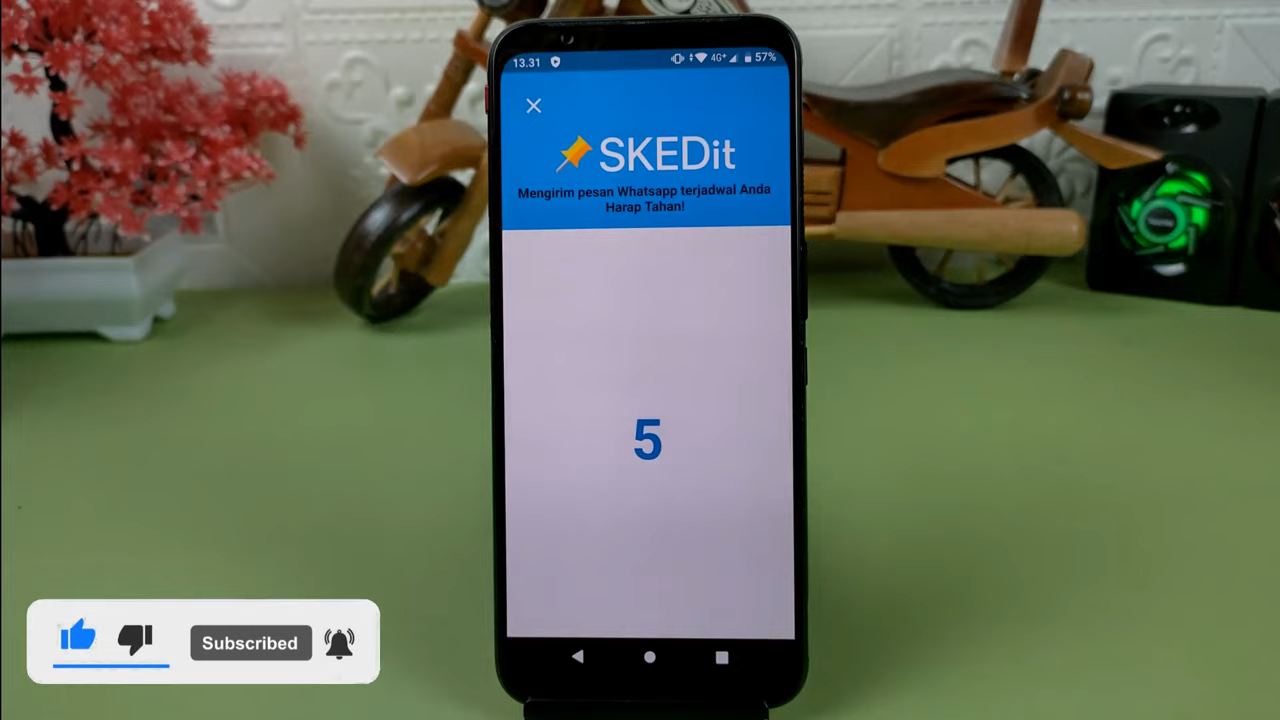 13.31
4G+
57%
SKEDit
Mengirim pesan Whatsapp terjadwal Anda
Harap Tahan!
5
Subscribed